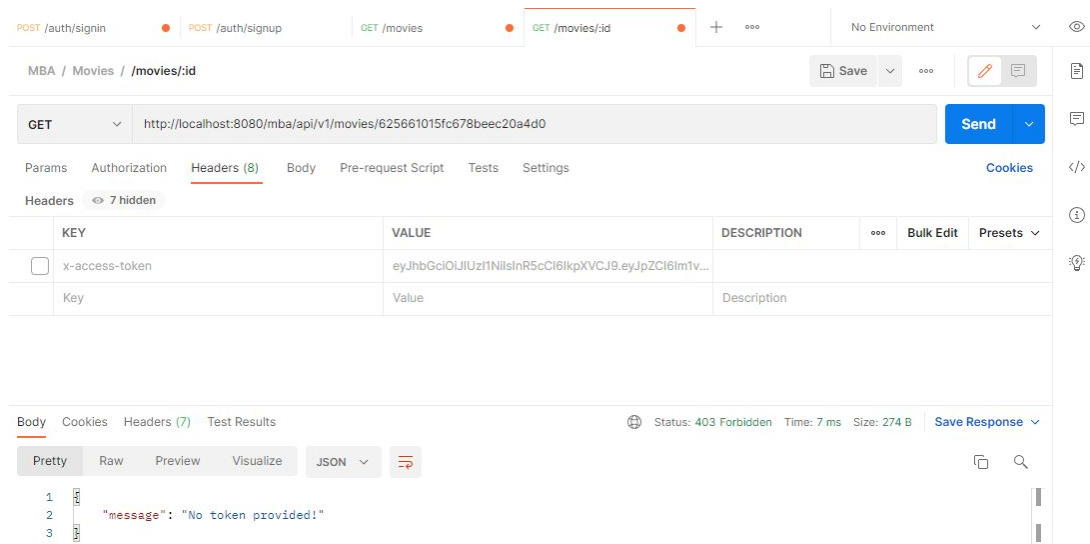 POST /auth/signin POST /auth/signup GET /movies GET /movies/:id No Environment
MBA / Movies / /movies/:id Save
GET http://localhost:8080/mba/api/v1/movies/625661015fc678beec20a4d0 Send
Params Authorization Headers (8) Body Pre-request Script Tests Settings Cookies
Headers 7 hidden
KEY VALUE DESCRIPTION Bulk Edit Presets
x-access-token eyJhbGciOiJIUzI1NiIsInR5cCI6IkpXVCJ9.eyJpZCI6Im1v...
Key Value Description
Body Cookies Headers (7) Test Results Status: 403 Forbidden Time: 7 ms Size: 274 B Save Response
Pretty Raw Preview Visualize JSON
1 {
2 "message": "No token provided!"
3 }